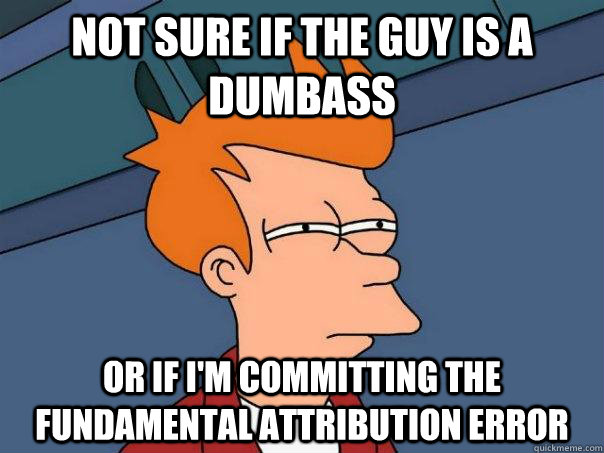 NOT SURE IF THE GUY IS A
DUMBASS
OR IF I'M COMMITTING THE
FUNDAMENTAL ATTRIBUTION ERROR
quickmeme.com